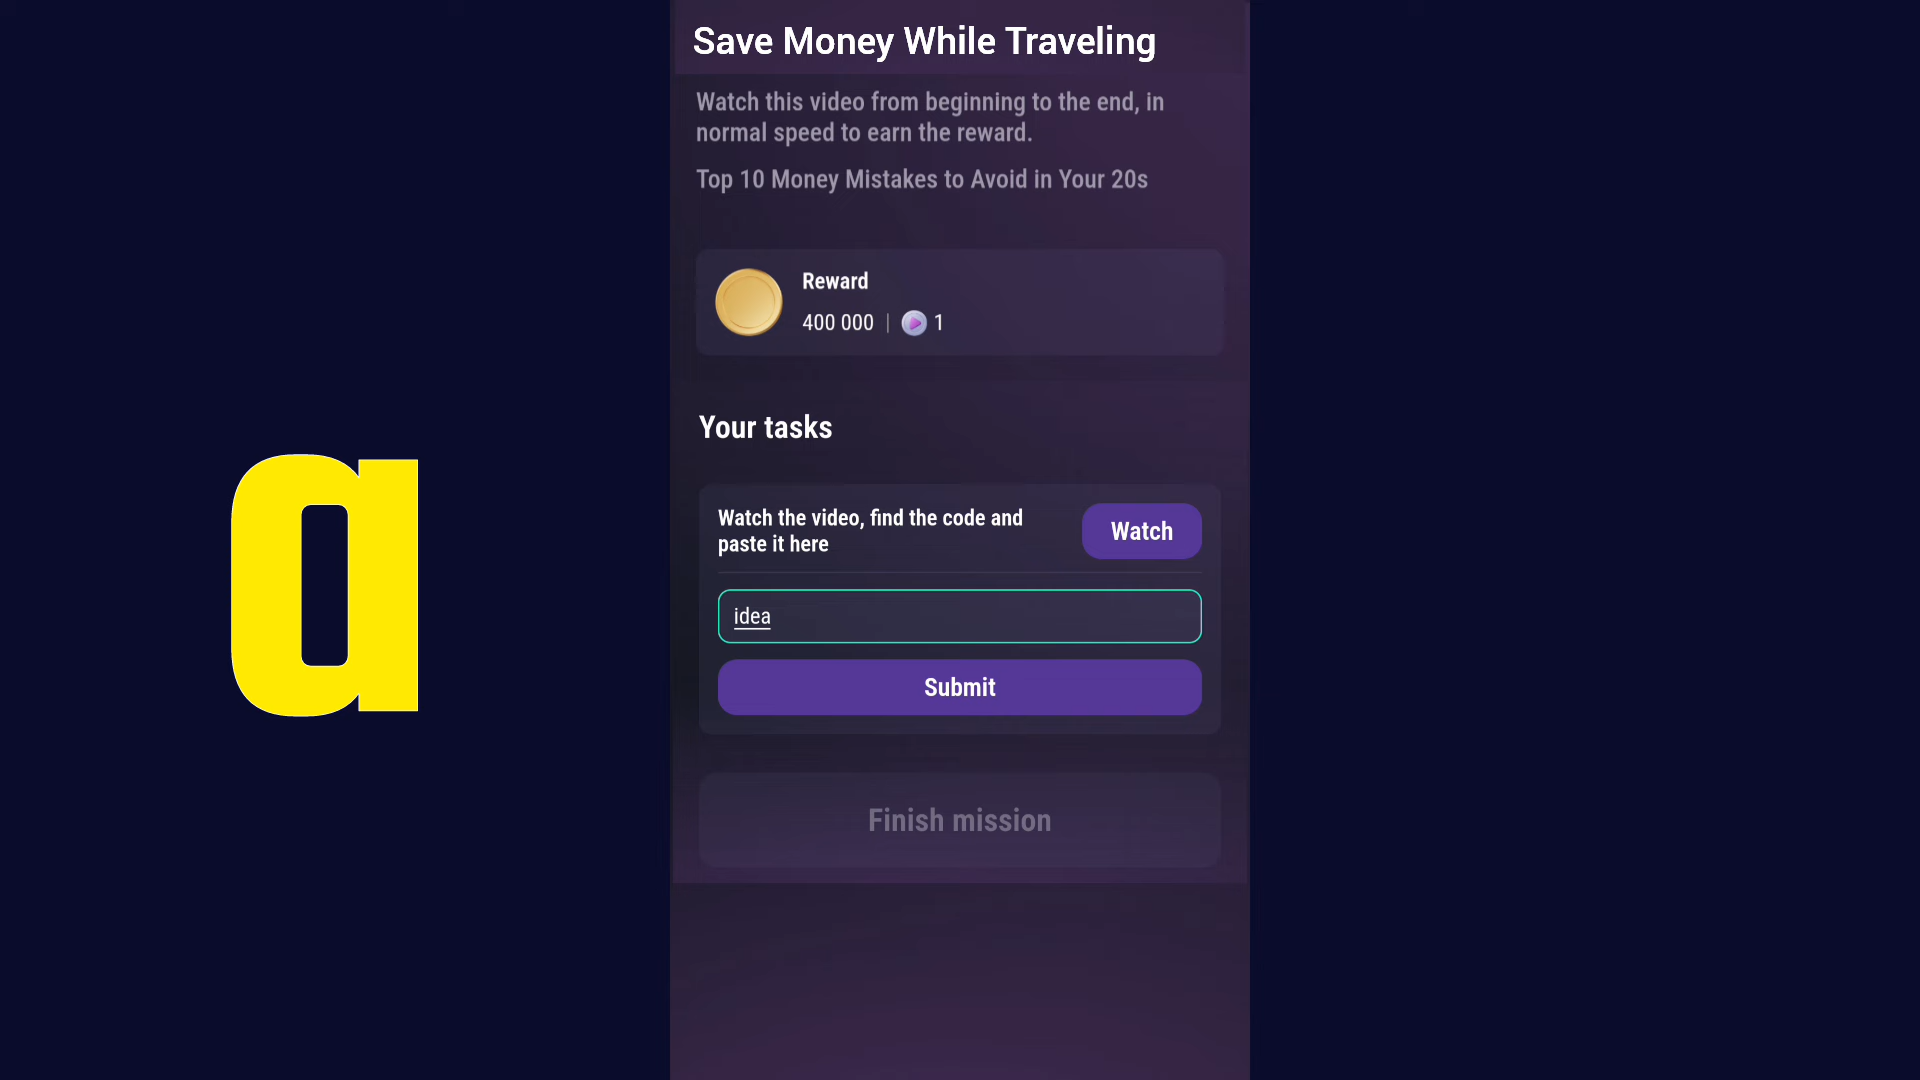 Save Money While Traveling
Watch this video from beginning to the end, in
normal speed to earn the reward.
Top 10 Money Mistakes to Avoid in Your 20s
Reward
400 000 | 1
Your tasks
Watch the video, find the code and
paste it here
Watch
a
idea
Submit
Finish mission